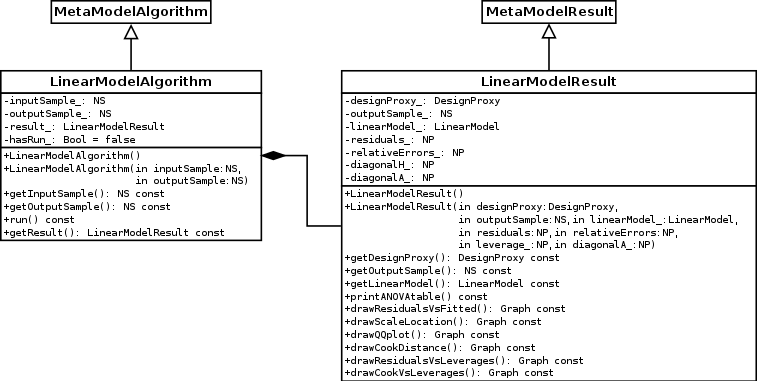 MetaModelAlgorithm
LinearModelAlgorithm
-inputSample_: NS
-outputSample_: NS
-result_: LinearModelResult
-hasRun_: Bool = false
+LinearModelAlgorithm()
+LinearModelAlgorithm(in inputSample:NS,
in outputSample:NS)
+getInputSample(): NS const
+getOutputSample(): NS const
+run() const
+getResult(): LinearModelResult const
MetaModelResult
LinearModelResult
-designProxy_: DesignProxy
-outputSample_: NS
-linearModel_: LinearModel
-residuals_: NP
-relativeErrors_: NP
-diagonalH_: NP
-diagonalA_: NP
+LinearModelResult()
+LinearModelResult(in designProxy:DesignProxy,
in outputSample:NS,in linearModel_:LinearModel,
in residuals:NP,in relativeErrors:NP,
in leverage_:NP,in diagonalA_:NP)
+getDesignProxy(): DesignProxy const
+getOutputSample(): NS const
+getLinearModel(): LinearModel const
+printANOVAtable() const
+drawResidualsVsFitted(): Graph const
+drawScaleLocation(): Graph const
+drawQQplot(): Graph const
+drawCookDistance(): Graph const
+drawResidualsVsLeverages(): Graph const
+drawCookVsLeverages(): Graph const